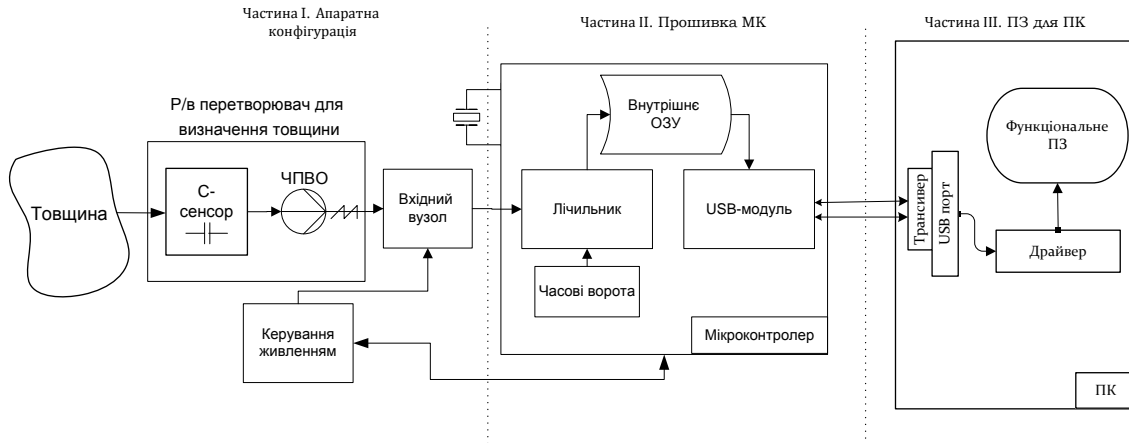 Частина I. Апаратна
конфігурація
Частина II. Прошивка МК
Частина III. ПЗ для ПК
Р/в перетворювач для
визначення товщини
Товщина
С-
сенсор
ЧПВО
Вхідний
вузол
Керування
живленням
Внутрішнє
ОЗУ
Лічильник
USB-модуль
Часові ворота
Мікроконтролер
Трансивер
USB порт
Функціональне
ПЗ
Драйвер
ПК